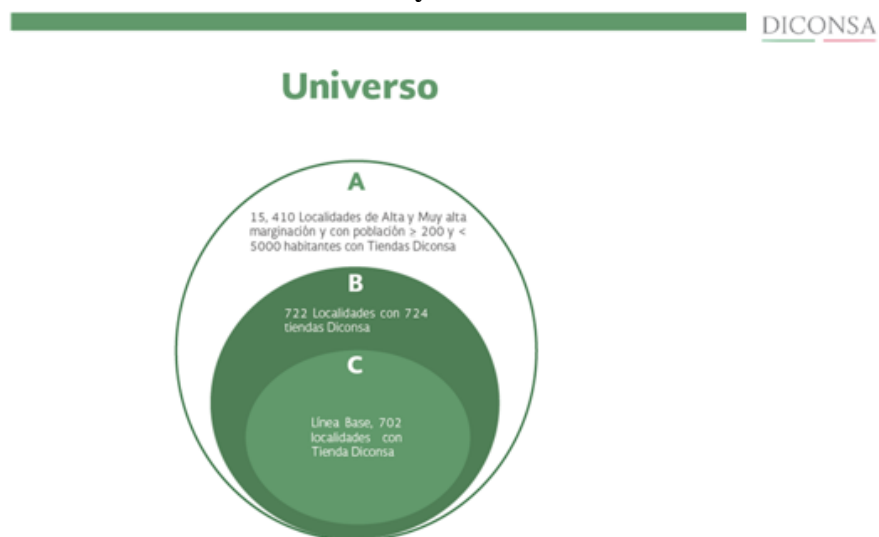 DICONSA
Universo
A
15, 410 Localidades de Alta y Muy alta
marginación y con población ≥ 200 y <
5000 habitantes con Tiendas Diconsa
B
722 Localidades con 724
tiendas Diconsa
C
Línea Base, 702
localidades con
Tienda Diconsa